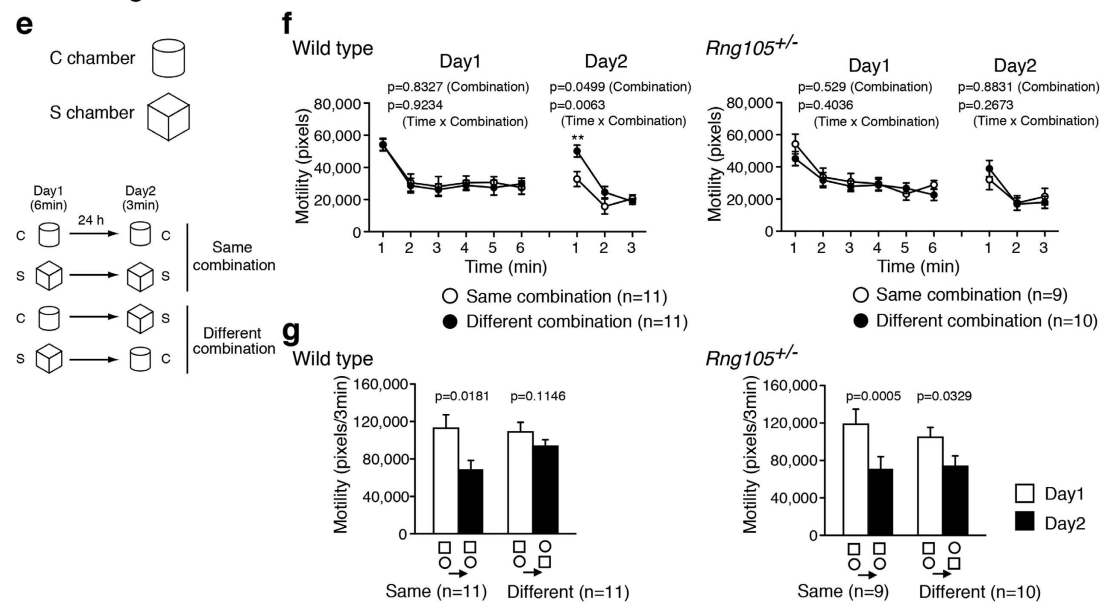 e
C chamber
S chamber
Day1
(6min)
Day2
(3min)
24 h
C
C
S
S
Same
combination
C
S
S
C
Different
combination
f
Wild type
Day1
Day2
p=0.8327 (Combination)
p=0.9234
(Time x Combination)
p=0.0499 (Combination)
p=0.0063
(Time x Combination)
**
Motility (pixels)
80,000
60,000
40,000
20,000
0
1 2 3 4 5 6 1 2 3
Time (min)
Same combination (n=11)
Different combination (n=11)
Rng105+/-
Day1
Day2
p=0.529 (Combination)
p=0.4036
(Time x Combination)
p=0.8831 (Combination)
p=0.2673
(Time x Combination)
Motility (pixels)
80,000
60,000
40,000
20,000
0
1 2 3 4 5 6 1 2 3
Time (min)
Same combination (n=9)
Different combination (n=10)
g
Wild type
Motility (pixels/3min)
160,000
120,000
80,000
40,000
0
p=0.0181
p=0.1146
Same (n=11)
Different (n=11)
Rng105+/-
Motility (pixels/3min)
160,000
120,000
80,000
40,000
0
p=0.0005
p=0.0329
Same (n=9)
Different (n=10)
Day1
Day2